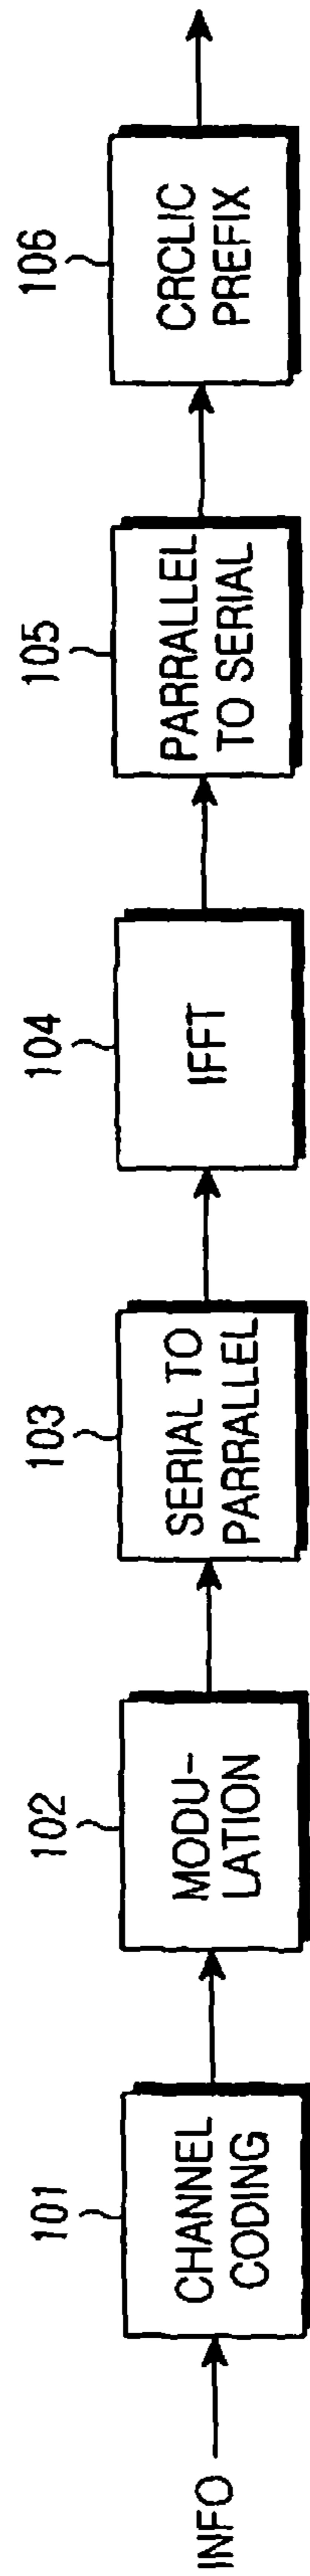 INFO
101
CHANNEL
CODING
102
MODU-
LATION
103
SERIAL TO
PARRALLEL
104
IFFT
105
PARRALLEL
TO SERIAL
106
CRCLIC
PREFIX